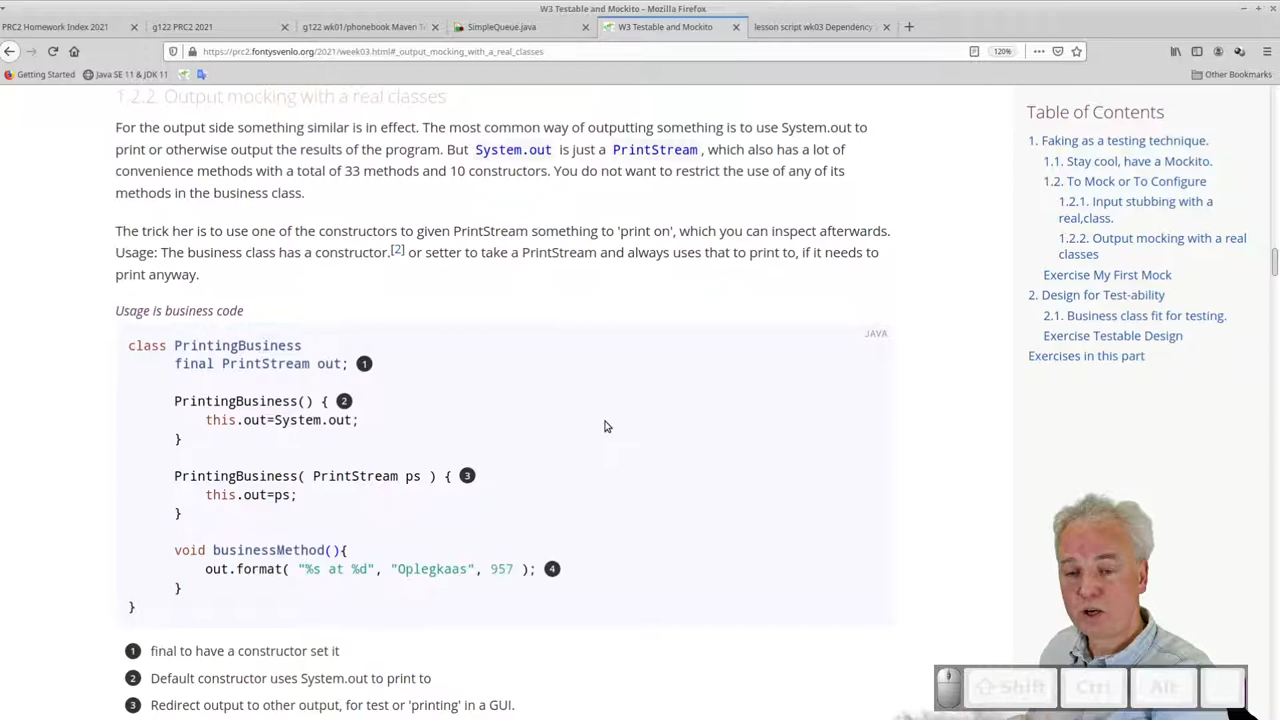 W3 Testable and Mockito - Mozilla Firefox
PRC2 Homework Index 2021
g122 PRC2 2021
g122 wk01/phonebook Maven T
SimpleQueue.java
W3 Testable and Mockito
lesson script wk03 Dependency
https://prc2.fontysvenlo.org/2021/week03.html#_output_mocking_with_a_real_classes
120%
Getting Started
Java SE 11 & JDK 11
Other Bookmarks
1.2.2. Output mocking with a real classes
For the output side something similar is in effect. The most common way of outputting something is to use System.out to
print or otherwise output the results of the program. But System.out is just a PrintStream, which also has a lot of
convenience methods with a total of 33 methods and 10 constructors. You do not want to restrict the use of any of its
methods in the business class.
The trick her is to use one of the constructors to given PrintStream something to 'print on', which you can inspect afterwards.
Usage: The business class has a constructor.[2] or setter to take a PrintStream and always uses that to print to, if it needs to
print anyway.
Usage is business code
JAVA
class PrintingBusiness
final PrintStream out; 1
PrintingBusiness() { 2
this.out=System.out;
}
PrintingBusiness( PrintStream ps ) { 3
this.out=ps;
}
void businessMethod(){
out.format( "%s at %d", "Oplegkaas", 957 ); 4
}
}
1 final to have a constructor set it
2 Default constructor uses System.out to print to
3 Redirect output to other output, for test or 'printing' in a GUI.
Table of Contents
1. Faking as a testing technique.
1.1. Stay cool, have a Mockito.
1.2. To Mock or To Configure
1.2.1. Input stubbing with a
real,class.
1.2.2. Output mocking with a real
classes
Exercise My First Mock
2. Design for Test-ability
2.1. Business class fit for testing.
Exercise Testable Design
Exercises in this part
Shift
Ctrl
Alt